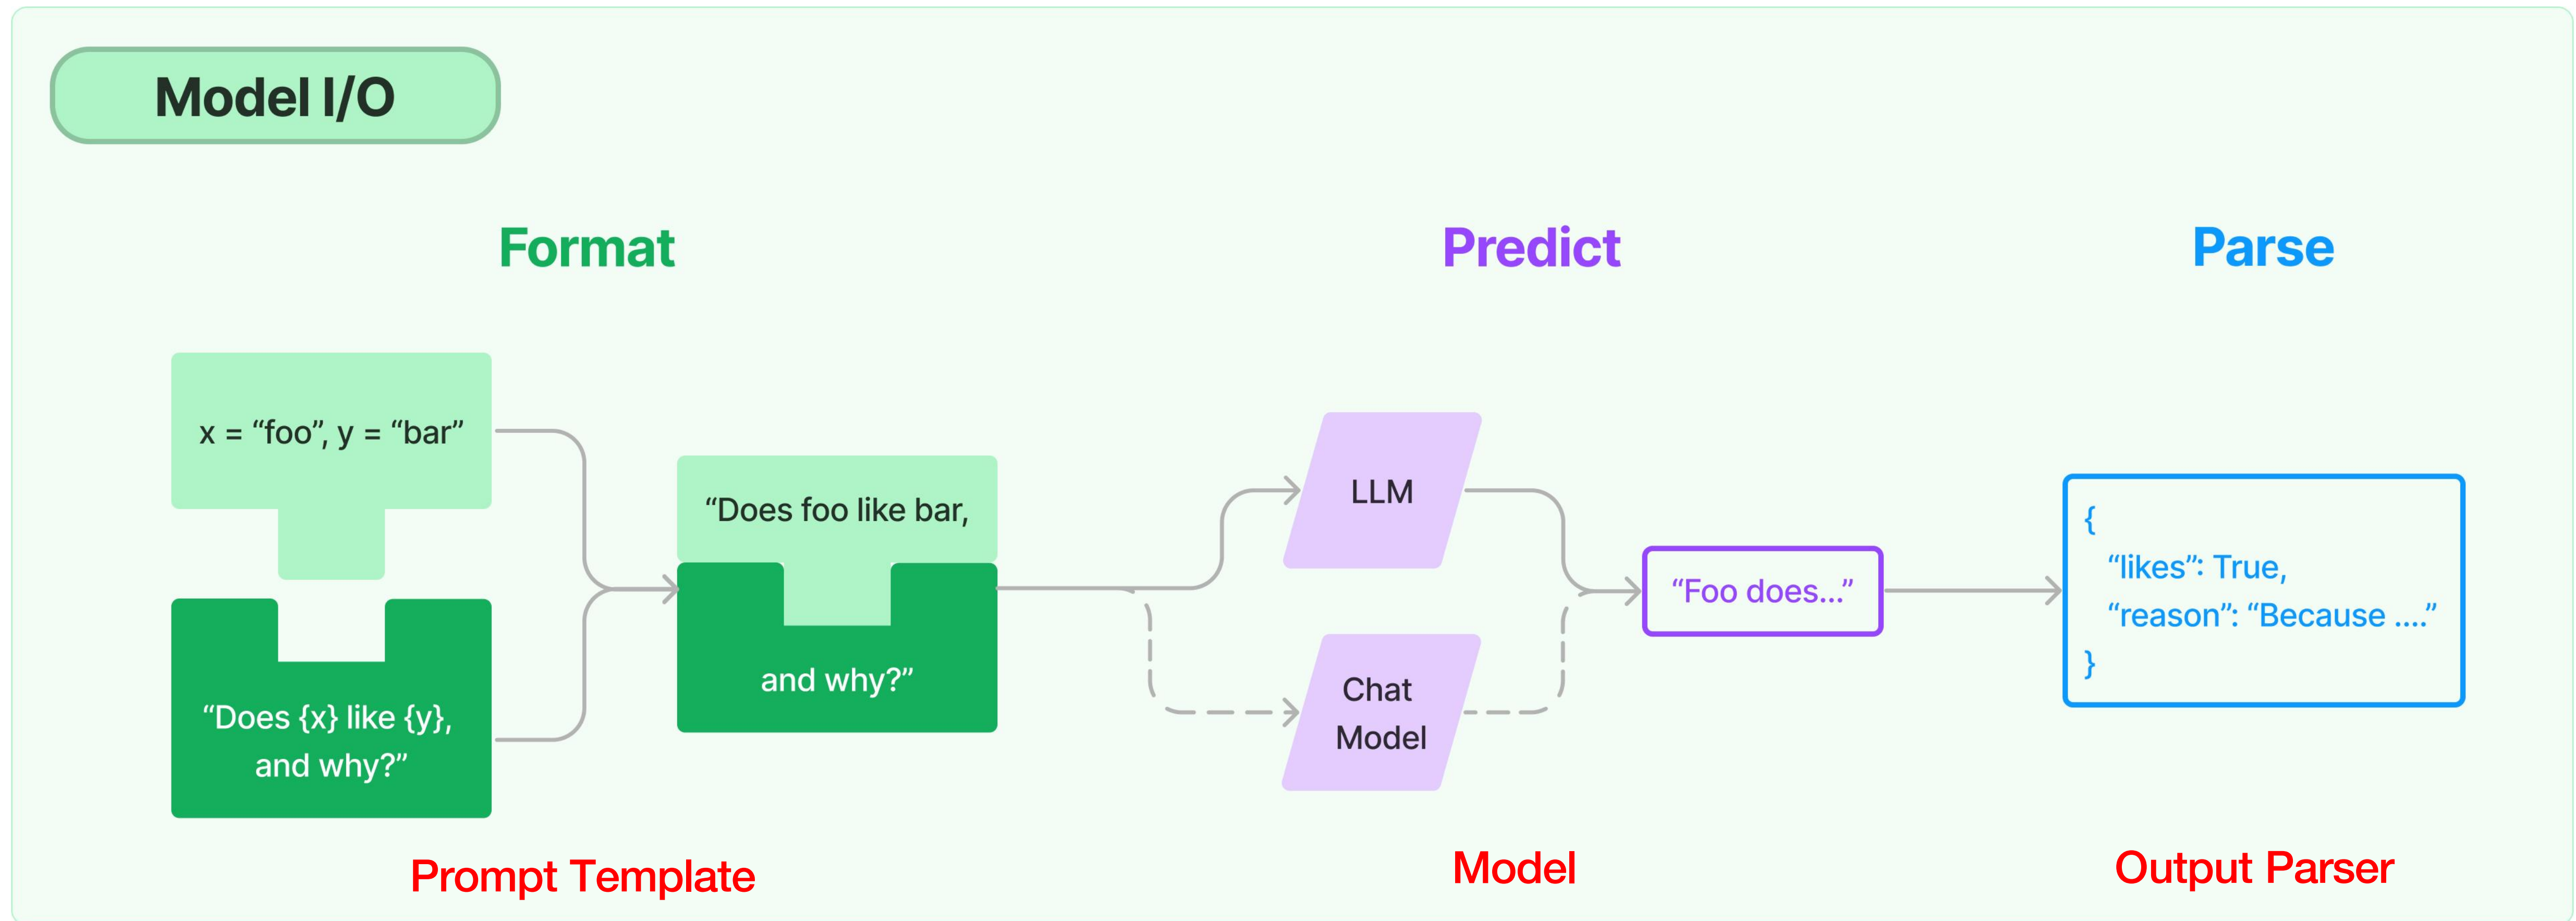 Model I/O
Format
Predict
Parse
x = “foo”, y = “bar”
“Does {x} like {y},
and why?”
“Does foo like bar,
and why?”
LLM
Chat
Model
“Foo does...”
{
“likes”: True,
“reason”: “Because ....”
}
Prompt Template
Model
Output Parser